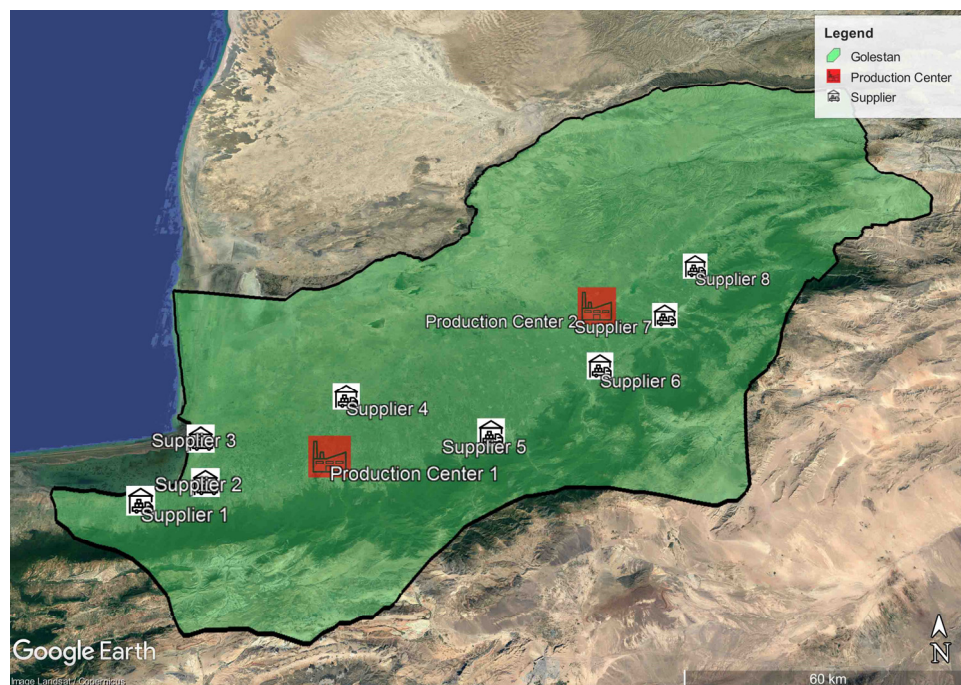 Legend
Golestan
Production Center
Supplier
Supplier 8
Production Center 2
Supplier 7
Supplier 6
Supplier 4
Supplier 3
Supplier 5
Production Center 1
Supplier 2
Supplier 1
N
Google Earth
Image Landsat / Copernicus
60 km